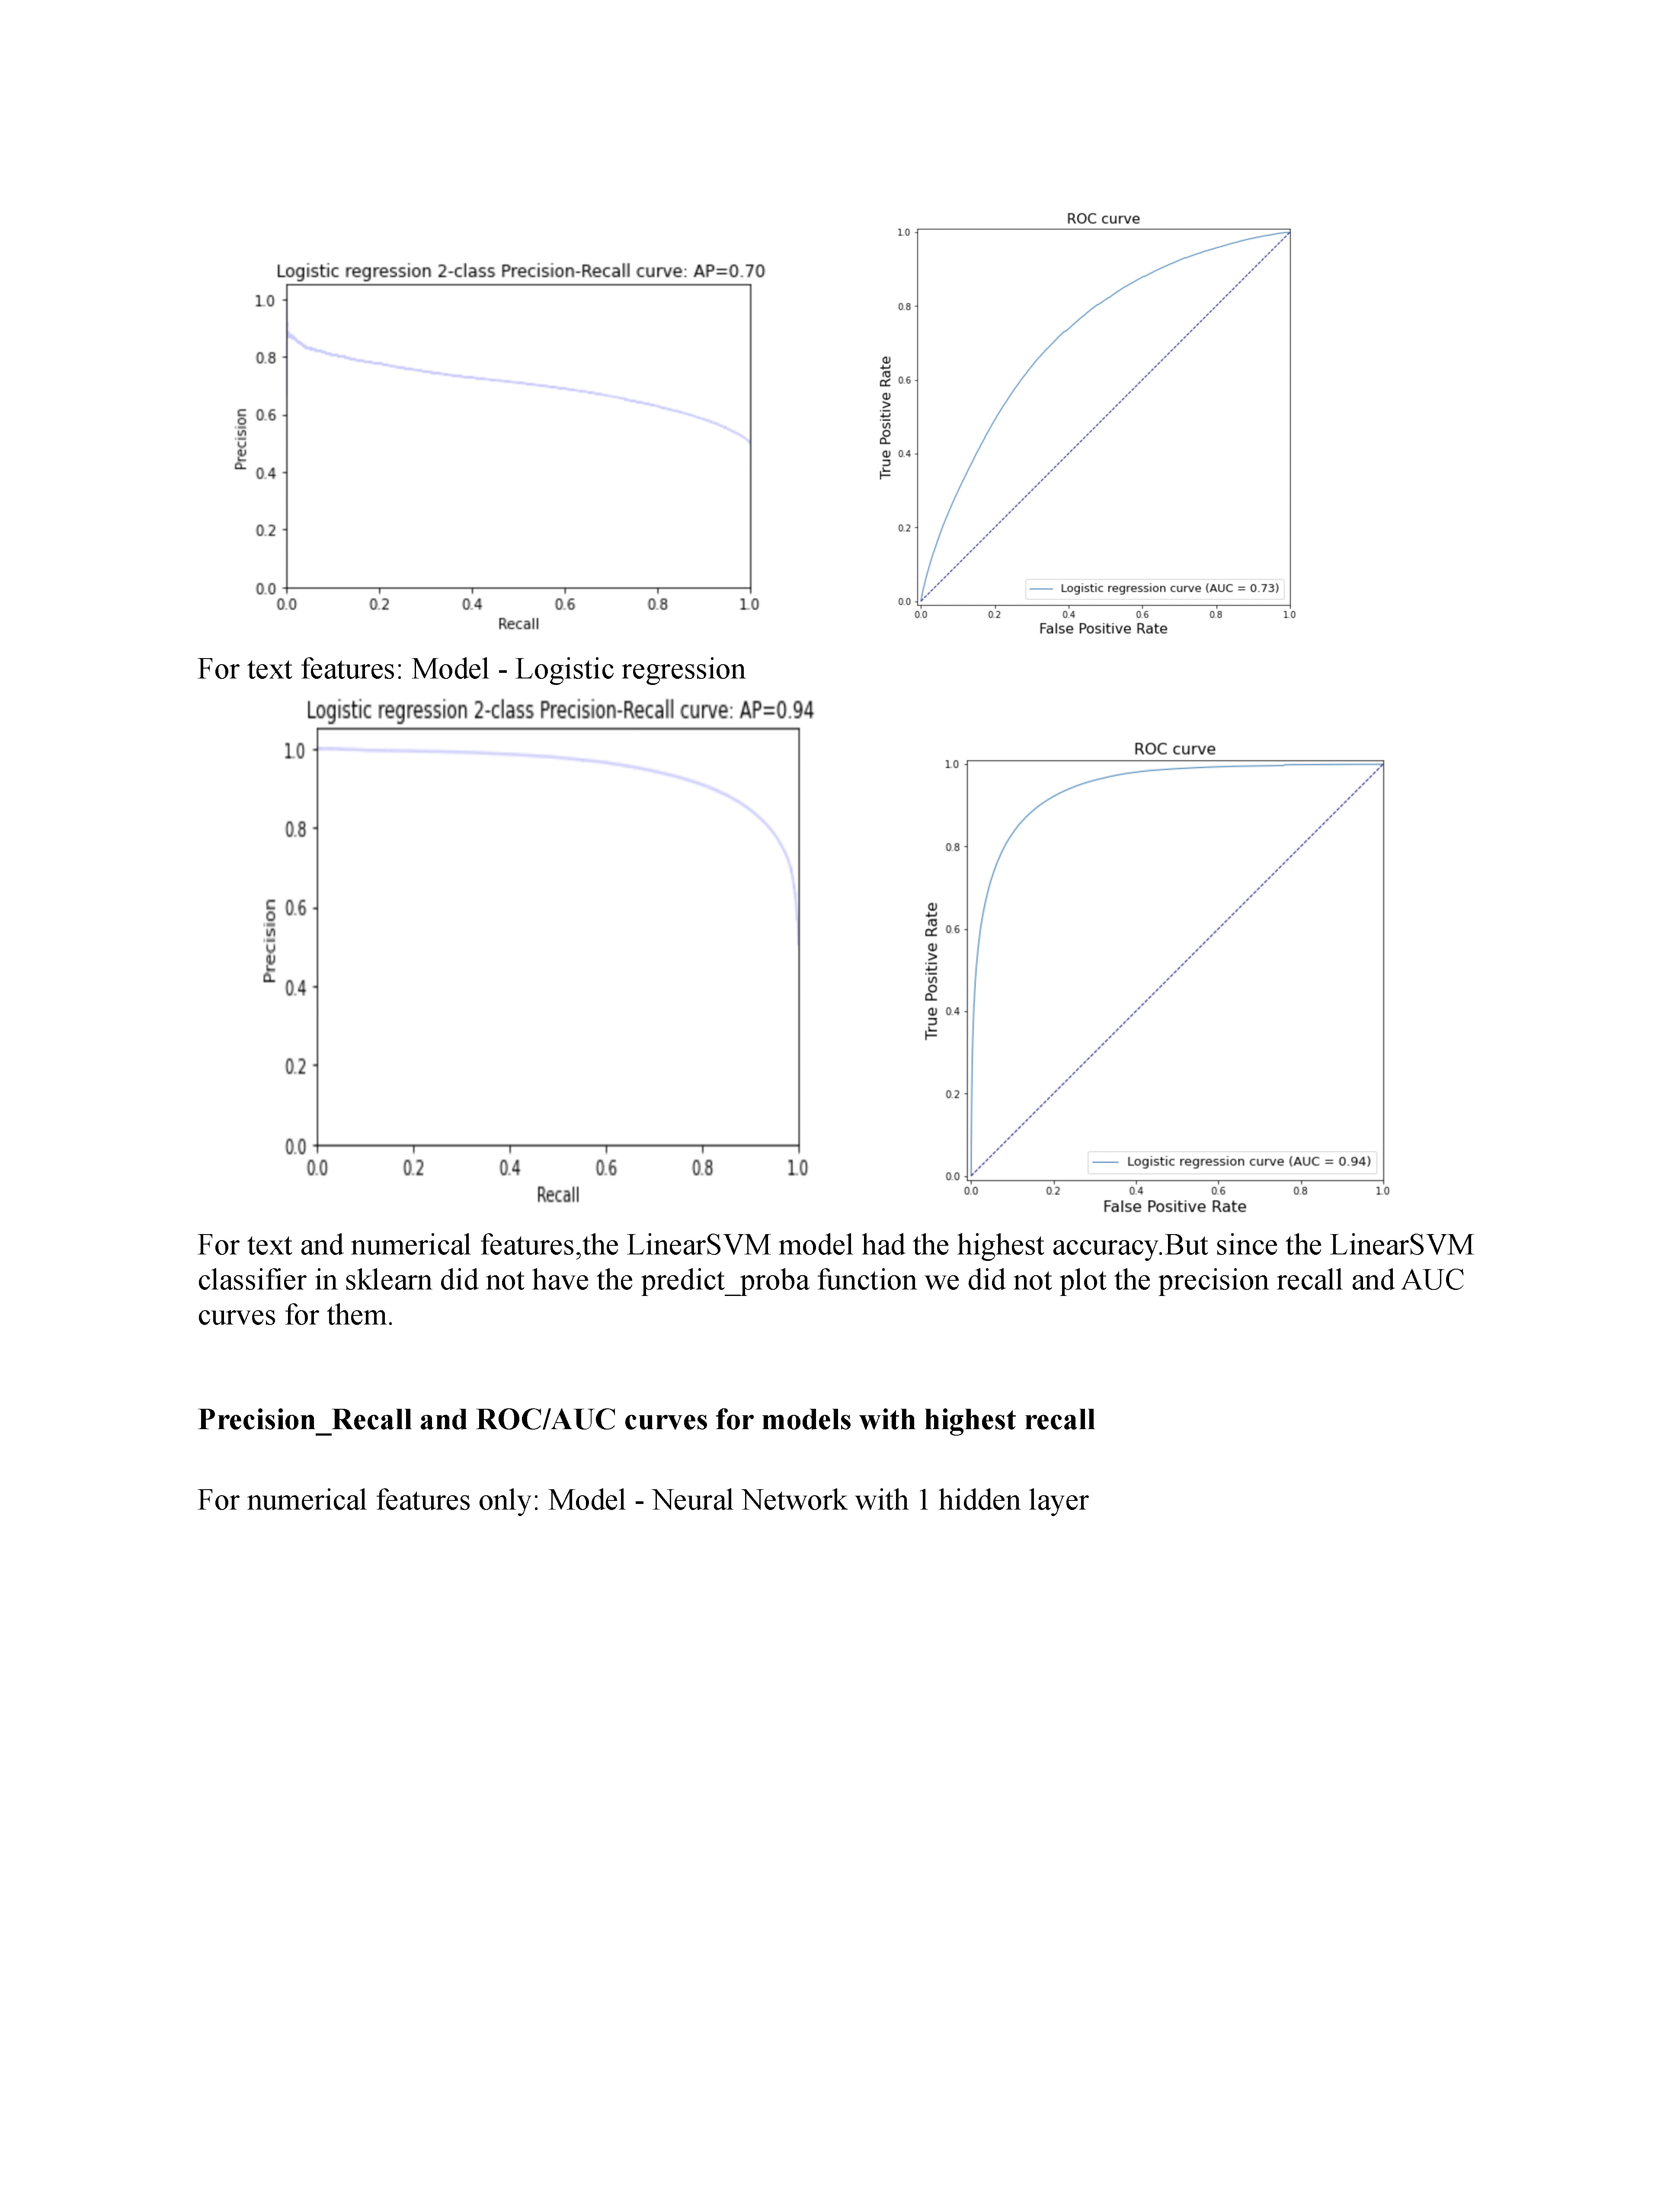 Logistic regression 2-class Precision-Recall curve: AP=0.70
1.0
0.8
0.6
0.4
0.2
0.0
Precision
0.0 0.2 0.4 0.6 0.8 1.0
Recall
ROC curve
1.0
0.8
0.6
0.4
0.2
0.0
True Positive Rate
Logistic regression curve (AUC = 0.73)
0.0 0.2 0.4 0.6 0.8 1.0
False Positive Rate
For text features: Model - Logistic regression
Logistic regression 2-class Precision-Recall curve: AP=0.94
1.0
0.8
0.6
0.4
0.2
0.0
Precision
0.0 0.2 0.4 0.6 0.8 1.0
Recall
ROC curve
1.0
0.8
0.6
0.4
0.2
0.0
True Positive Rate
Logistic regression curve (AUC = 0.94)
0.0 0.2 0.4 0.6 0.8 1.0
False Positive Rate
For text and numerical features,the LinearSVM model had the highest accuracy.But since the LinearSVM
classifier in sklearn did not have the predict_proba function we did not plot the precision recall and AUC
curves for them.
Precision_Recall and ROC/AUC curves for models with highest recall
For numerical features only: Model - Neural Network with 1 hidden layer